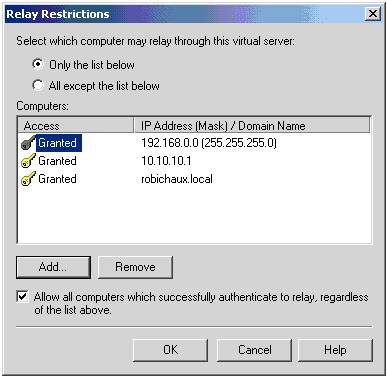 Relay Restrictions
Select which computer may relay through this virtual server:
Only the list below
All except the list below
Computers:
Access IP Address (Mask) / Domain Name
Granted 192.168.0.0 (255.255.255.0)
Granted 10.10.10.1
Granted robichaux.local
Add... Remove
Allow all computers which successfully authenticate to relay, regardless
of the list above.
OK Cancel Help